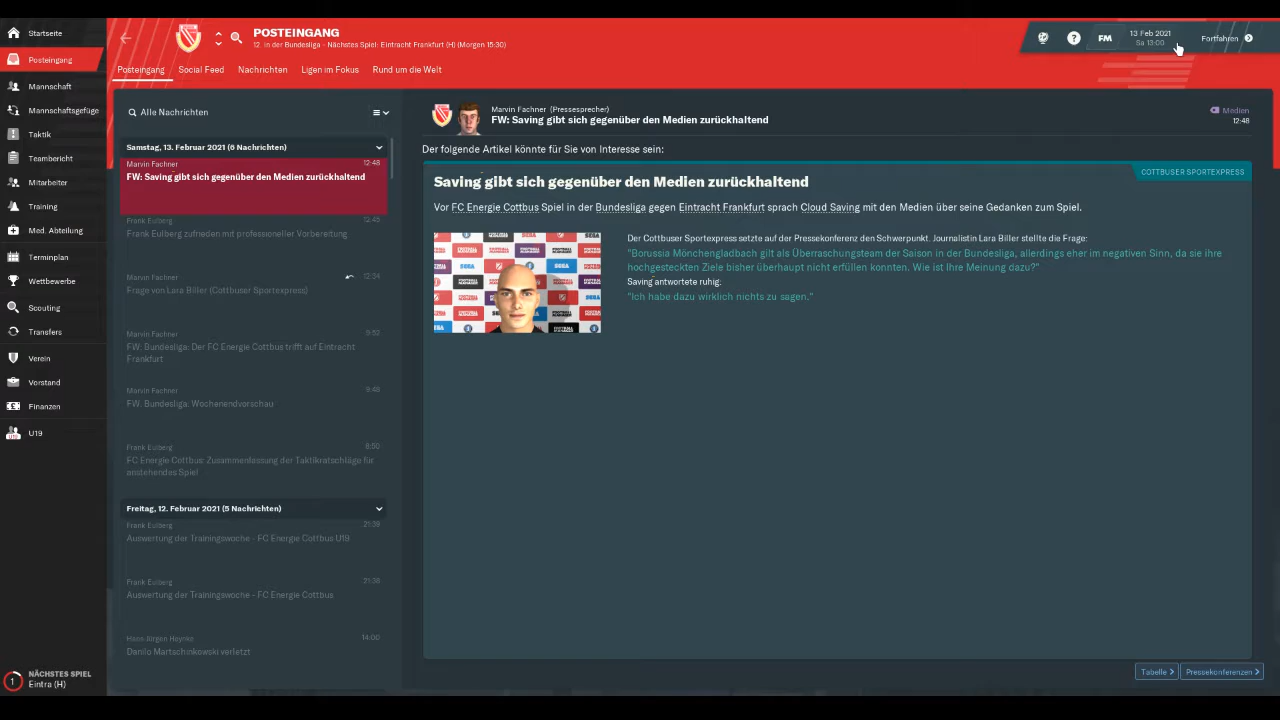 Startseite
Posteingang
Mannschaft
Mannschaftsgefüge
Taktik
Teambericht
Mitarbeiter
Training
Med. Abteilung
Terminplan
Wettbewerbe
Scouting
Transfers
Verein
Vorstand
Finanzen
U19
U19
1
NÄCHSTES SPIEL
Eintra (H)
POSTEINGANG
12. in der Bundesliga - Nächstes Spiel: Eintracht Frankfurt (H) (Morgen 15:30)
?
FM
13 Feb 2021
Sa 13:00
Fortfahren
Posteingang
Social Feed
Nachrichten
Ligen im Fokus
Rund um die Welt
Alle Nachrichten
Samstag, 13. Februar 2021 (6 Nachrichten)
Marvin Fachner 12:48
FW: Saving gibt sich gegenüber den Medien zurückhaltend
Frank Eulberg 12:45
Frank Eulberg zufrieden mit professioneller Vorbereitung
Marvin Fachner 12:34
Frage von Lara Biller (Cottbuser Sportexpress)
Marvin Fachner
FW: Bundesliga: Der FC Energie Cottbus trifft auf Eintracht
Frankfurt
Marvin Fachner 9:48
FW: Bundesliga: Wochenendvorschau
Frank Eulberg 8:50
FC Energie Cottbus: Zusammenfassung der Taktikratschläge für
anstehendes Spiel
Freitag, 12. Februar 2021 (5 Nachrichten)
Frank Eulberg
Auswertung der Trainingswoche - FC Energie Cottbus U19
Frank Eulberg
Auswertung der Trainingswoche - FC Energie Cottbus
Hans-Jürgen Heynke 14:00
Danilo Martschinkowski verletzt
Marvin Fachner (Pressesprecher)
FW: Saving gibt sich gegenüber den Medien zurückhaltend
Medien
12:48
Der folgende Artikel könnte für Sie von Interesse sein:
COTTBUSER SPORTEXPRESS
Saving gibt sich gegenüber den Medien zurückhaltend
Vor FC Energie Cottbus Spiel in der Bundesliga gegen Eintracht Frankfurt sprach Cloud Saving mit den Medien über seine Gedanken zum Spiel.
Der Cottbuser Sportexpress setzte auf der Pressekonferenz den Schwerpunkt. Journalistin Lara Biller stellte die Frage:
"Borussia Mönchengladbach gilt als Überraschungsteam der Saison in der Bundesliga, allerdings eher im negativen Sinn, da sie ihre
hochgesteckten Ziele bisher überhaupt nicht erfüllen konnten. Wie ist Ihre Meinung dazu?"
Saving antwortete ruhig:
"Ich habe dazu wirklich nichts zu sagen."
SEGA
Tabelle
Pressekonferenzen